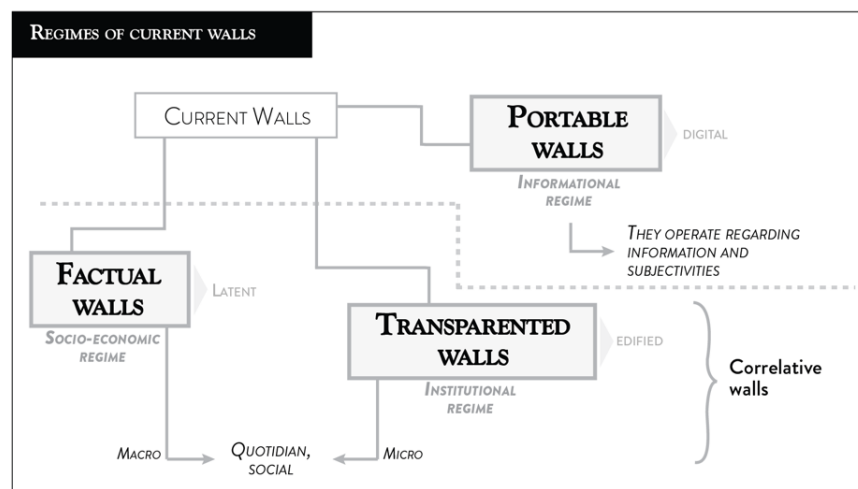 Regimes of current walls
Current Walls
Portable
walls
digital
Informational
regime
They operate regarding
information and
subjectivities
Factual
walls
Latent
Socio-economic
regime
Transparented
walls
edified
Institutional
regime
Correlative
walls
Macro
Quotidian,
social
Micro